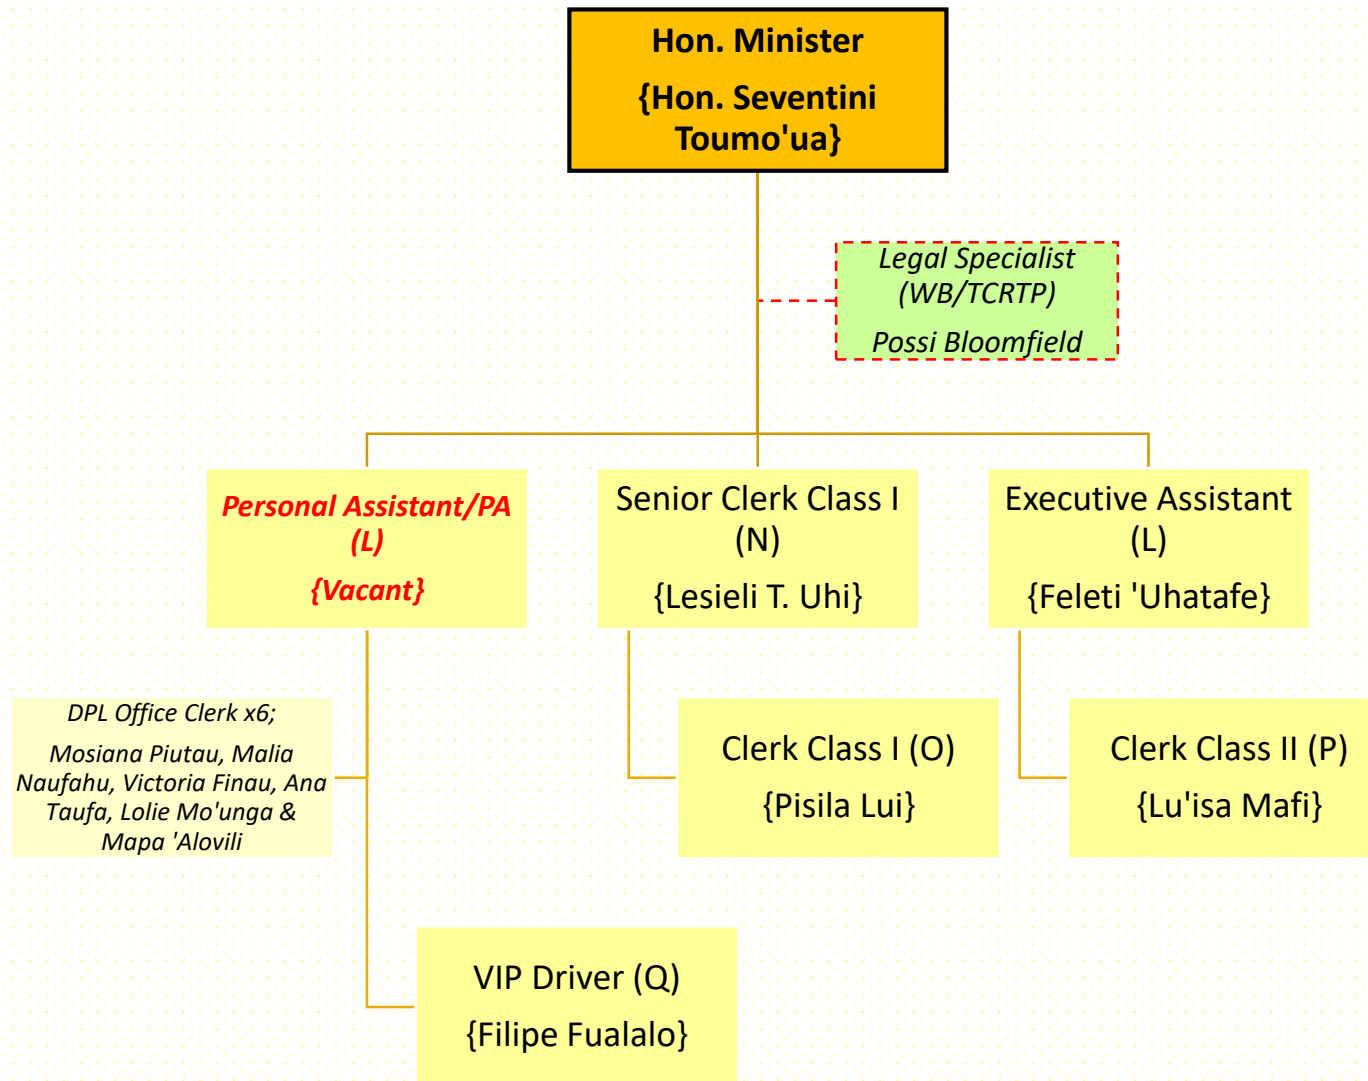 Hon. Minister
{Hon. Seventini
Toumo'ua}
Legal Specialist
(WB/TCRTP)
Possi Bloomfield
Personal Assistant/PA
(L)
{Vacant}
Senior Clerk Class I
(N)
{Lesieli T. Uhi}
Executive Assistant
(L)
{Feleti 'Uhatafe}
DPL Office Clerk x6;
Mosiana Piutau, Malia
Naufahu, Victoria Finau, Ana
Taufa, Lolie Mo'unga &
Mapa 'Alovili
Clerk Class I (O)
{Pisila Lui}
Clerk Class II (P)
{Lu'isa Mafi}
VIP Driver (Q)
{Filipe Fualalo}